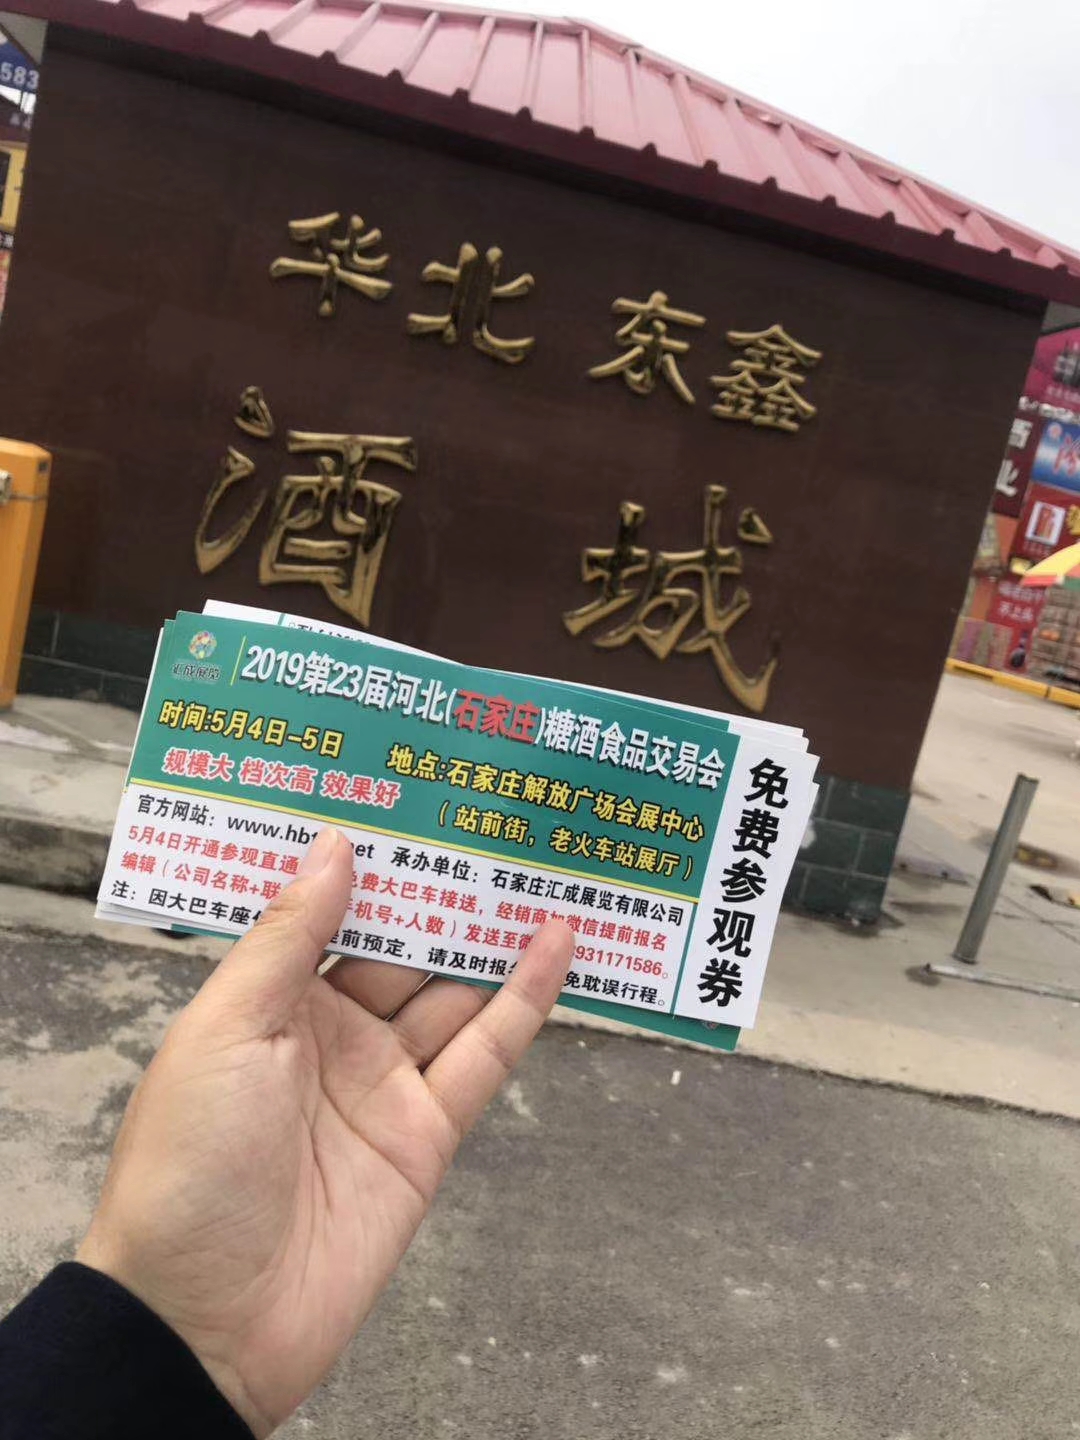 583
华北 东鑫
酒城
汇成展览
2019第23届河北(石家庄)糖酒食品交易会
时间:5月4日-5日
地点:石家庄解放广场会展中心
规模大 档次高 效果好
（站前街，老火车站展厅）
官方网站：www.hb
et 承办单位：石家庄汇成展览有限公司
5月4日开通参观直通
免费大巴车接送，经销商加微信提前报名
编辑（公司名称+联
手机号+人数）发送至微
931171586。
注：因大巴车座位
提前预定，请及时报
免耽误行程。
免费参观券